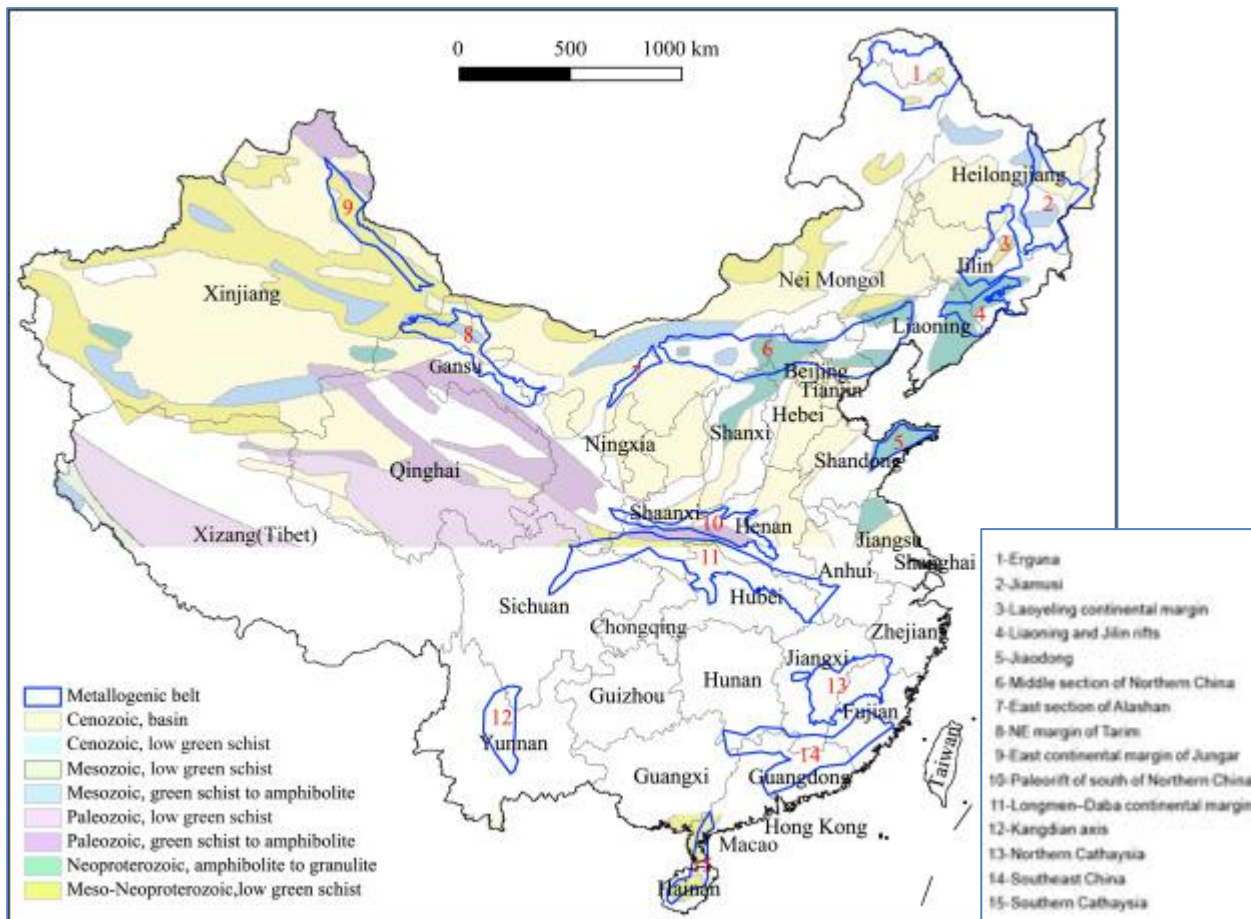 0 500 1000 km
1
Heilongjiang
2
9
3
Jilin
Nei Mongol
Xinjiang
Liaoning
4
8
6
Gansu
7
Beijing
Tianjin
Hebei
Ningxia
Shanxi
5
Shandong
Qinghai
Shaanxi
10
Henan
Jiangsu
Xizang(Tibet)
11
Anhui
Shanghai
Sichuan
Hubei
Chongqing
Zhejiang
Jiangxi
Hunan
13
Guizhou
12
Fujian
Yunnan
14
Guangxi
Guangdong
Taiwan
Hong Kong
Macao
Hainan
Metallogenic belt
Cenozoic, basin
Cenozoic, low green schist
Mesozoic, low green schist
Mesozoic, green schist to amphibolite
Paleozoic, low green schist
Paleozoic, green schist to amphibolite
Neoproterozoic, amphibolite to granulite
Meso-Neoproterozoic,low green schist
1-Erguna
2-Jiamusi
3-Laoyeling continental margin
4-Liaoning and Jilin rifts
5-Jiaodong
6-Middle section of Northern China
7-East section of Alashan
8-NE margin of Tarim
9-East continental margin of Jungar
10-Paleorift of south of Northern China
11-Longmen–Daba continental margin
12-Kangdian axis
13-Northern Cathaysia
14-Southeast China
15-Southern Cathaysia